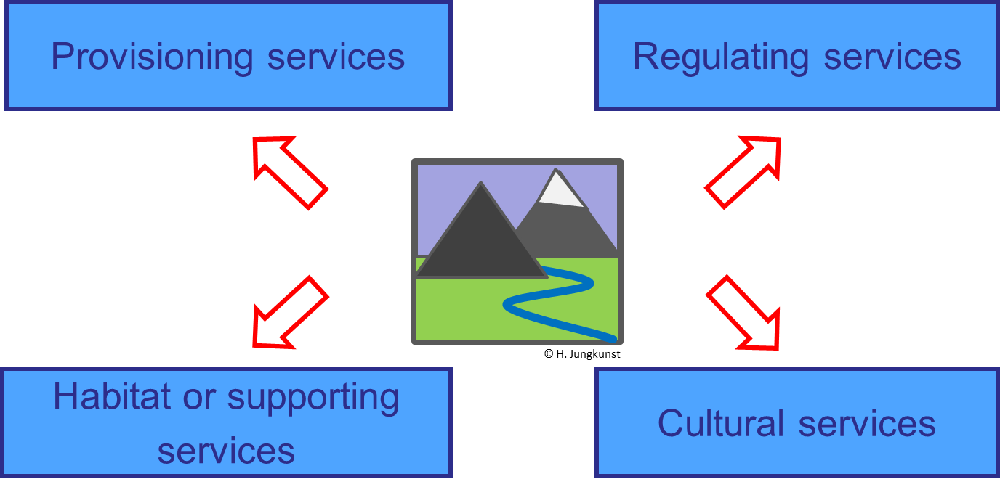 Provisioning services
Regulating services
© H. Jungkunst
Habitat or supporting
services
Cultural services